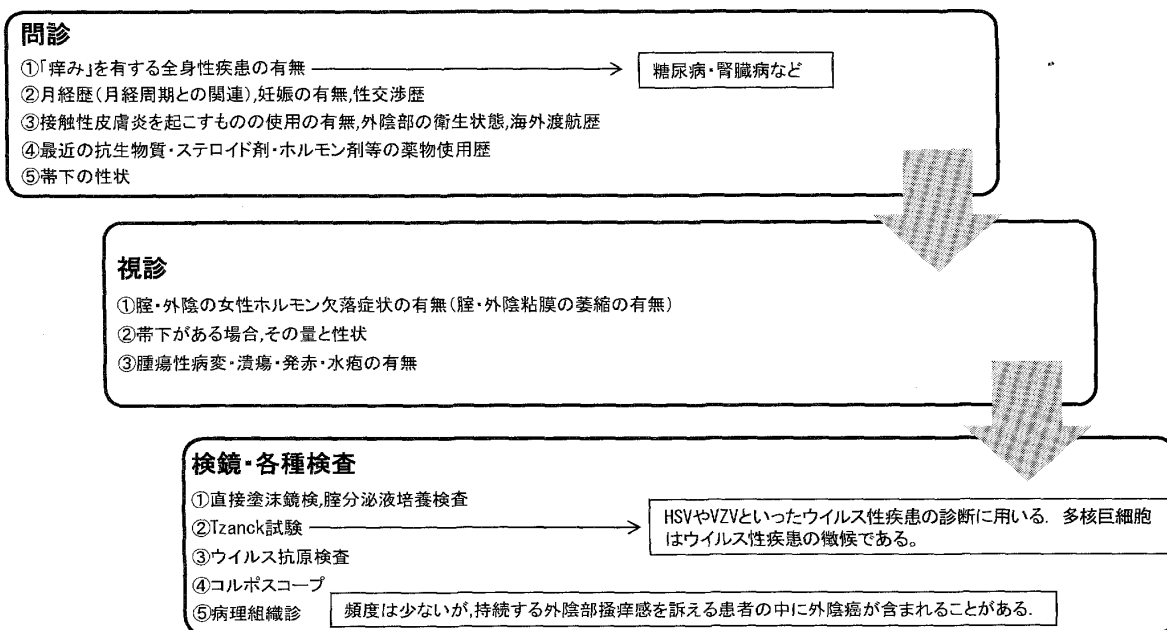 問診
①「痒み」を有する全身性疾患の有無
糖尿病・腎臓病など
②月経歴(月経周期との関連),妊娠の有無,性交渉歴
③接触性皮膚炎を起こすものの使用の有無,外陰部の衛生状態,海外渡航歴
④最近の抗生物質・ステロイド剤・ホルモン剤等の薬物使用歴
⑤帯下の性状
視診
①腟・外陰の女性ホルモン欠落症状の有無(腟・外陰粘膜の萎縮の有無)
②帯下がある場合,その量と性状
③腫瘍性病変・潰瘍・発赤・水疱の有無
検鏡・各種検査
①直接塗沫鏡検,腟分泌液培養検査
②Tzanck試験
HSVやVZVといったウイルス性疾患の診断に用いる. 多核巨細胞
はウイルス性疾患の徴候である。
③ウイルス抗原検査
④コルポスコープ
⑤病理組織診
頻度は少ないが,持続する外陰部掻痒感を訴える患者の中に外陰癌が含まれることがある.